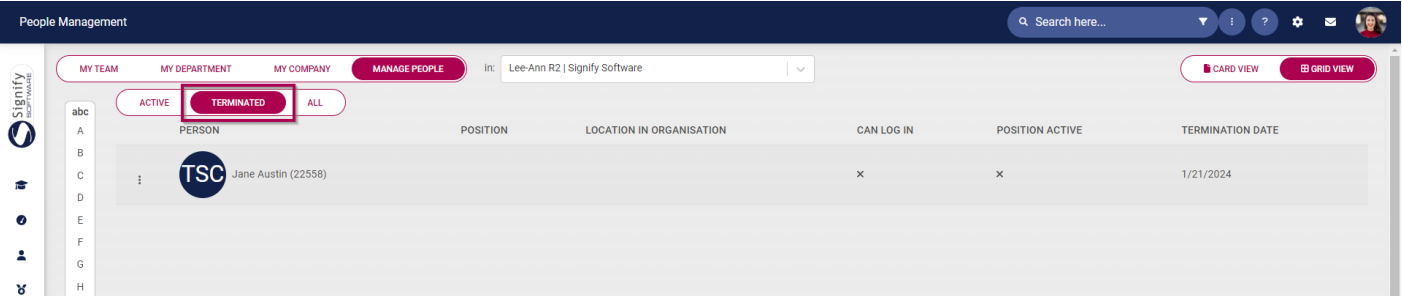 People Management
Search here...
?
Signify
SOFTWARE
MY TEAM MY DEPARTMENT MY COMPANY MANAGE PEOPLE in: Lee-Ann R2 | Signify Software CARD VIEW GRID VIEW
ACTIVE TERMINATED ALL
abc
A
B
C
D
E
F
G
H
PERSON POSITION LOCATION IN ORGANISATION CAN LOG IN POSITION ACTIVE TERMINATION DATE
TSC Jane Austin (22558) × × 1/21/2024